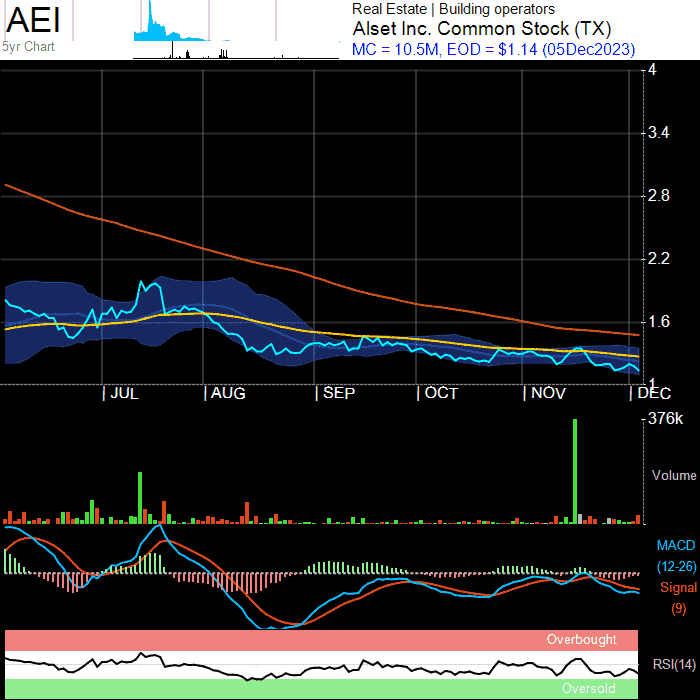 AEI
5yr Chart
Real Estate | Building operators
Alset Inc. Common Stock (TX)
MC = 10.5M, EOD = $1.14 (05Dec2023)
4
3.4
2.8
2.2
1.6
1
| JUL | AUG | SEP | OCT | NOV | DEC
376k
Volume
MACD
(12-26)
Signal
(9)
Overbought
RSI(14)
Oversold